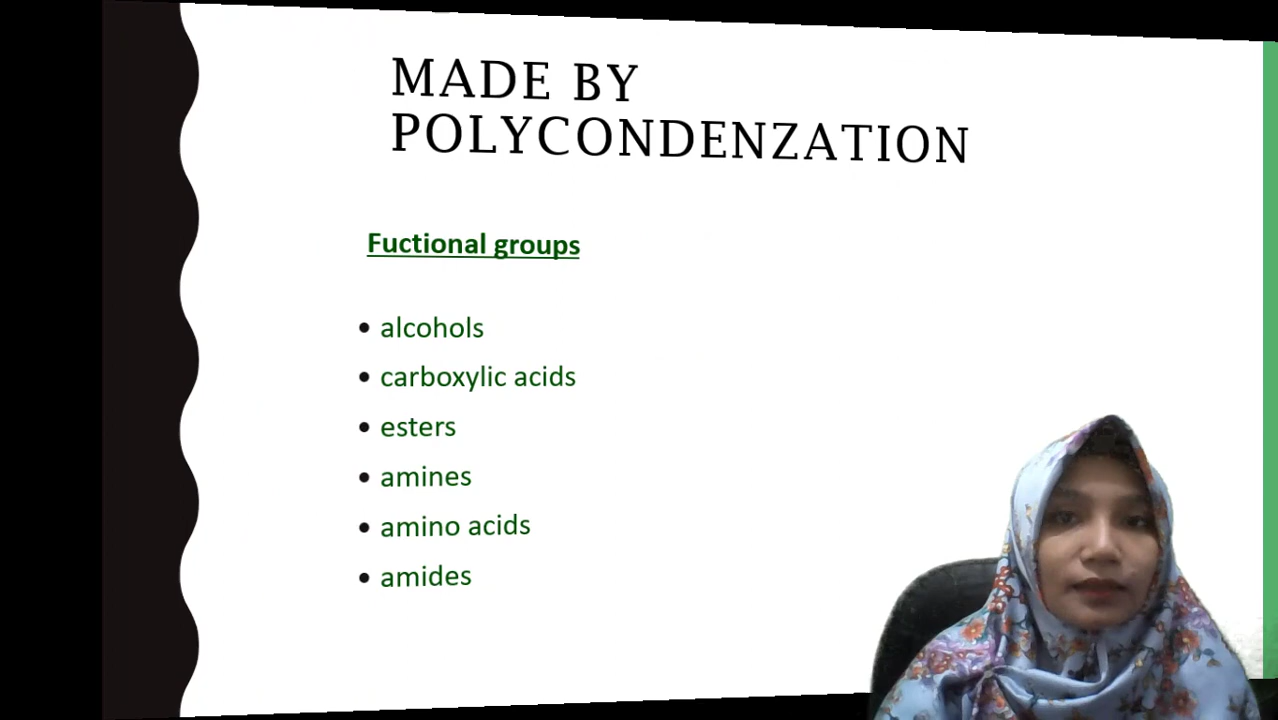 MADE BY
POLYCONDENZATION
Fuctional groups
• alcohols
• carboxylic acids
• esters
• amines
• amino acids
• amides